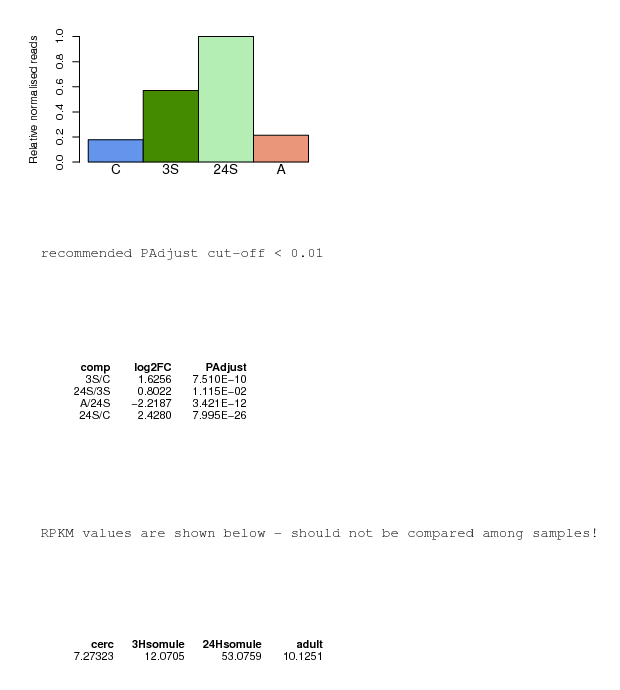 Relative normalised reads
1.0
0.8
0.6
0.4
0.2
0.0
C 3S 24S A
recommended PAdjust cut-off < 0.01
comp log2FC PAdjust
3S/C 1.6256 7.510E−10
24S/3S 0.8022 1.115E−02
A/24S −2.2187 3.421E−12
24S/C 2.4280 7.995E−26
RPKM values are shown below - should not be compared among samples!
cerc 3Hsomule 24Hsomule adult
7.27323 12.0705 53.0759 10.1251